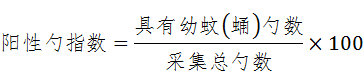 阳性勺指数 = 具有幼蚊(蛹)勺数 / 采集总勺数 × 100